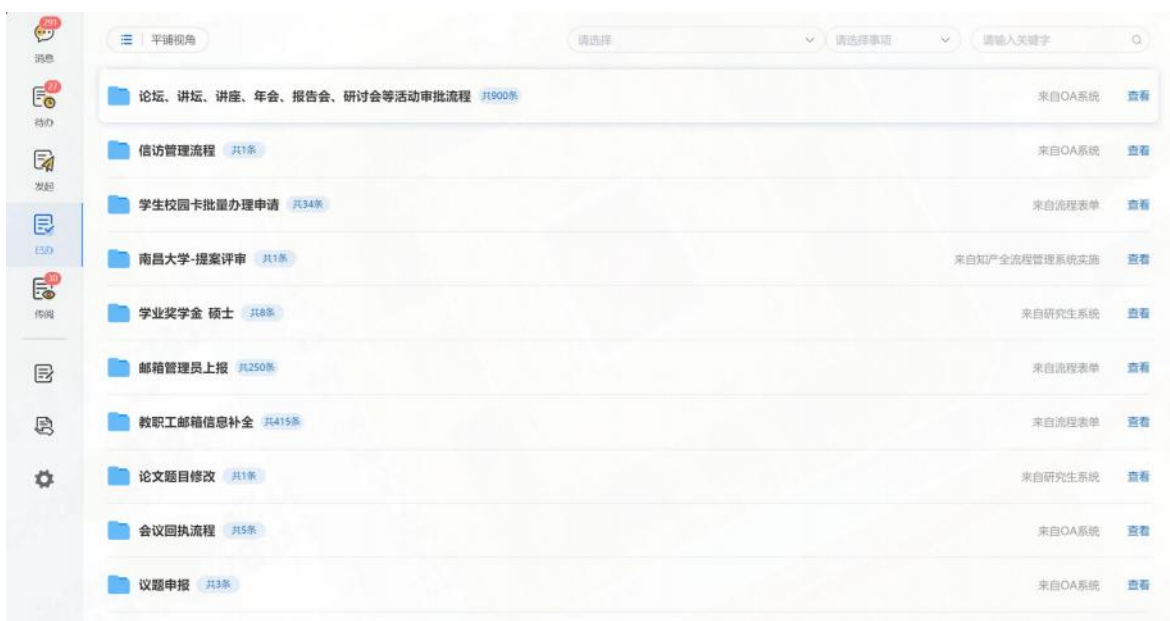 291
消息
27
待办
发起
已办
30
传阅
平铺视角
请选择
请选择事项
请输入关键字
论坛、讲坛、讲座、年会、报告会、研讨会等活动审批流程 共900条 来自OA系统 查看
信访管理流程 共1条 来自OA系统 查看
学生校园卡批量办理申请 共34条 来自流程表单 查看
南昌大学-提案评审 共1条 来自知产全流程管理系统实施 查看
学业奖学金 硕士 共8条 来自研究生系统 查看
邮箱管理员上报 共250条 来自流程表单 查看
教职工邮箱信息补全 共415条 来自流程表单 查看
论文题目修改 共1条 来自研究生系统 查看
会议回执流程 共5条 来自OA系统 查看
议题申报 共3条 来自OA系统 查看